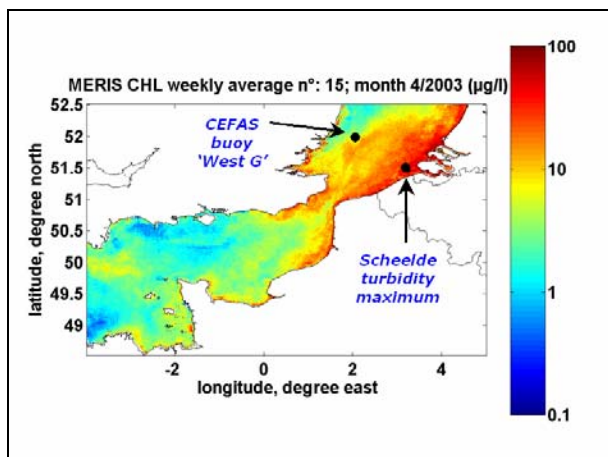 MERIS CHL weekly average n°: 15; month 4/2003 (µg/l)
52.5
52
51.5
51
50.5
50
49.5
49
latitude, degree north
CEFAS
buoy
‘West G’
Scheelde
turbidity
maximum
-2
0
2
4
longitude, degree east
100
10
1
0.1